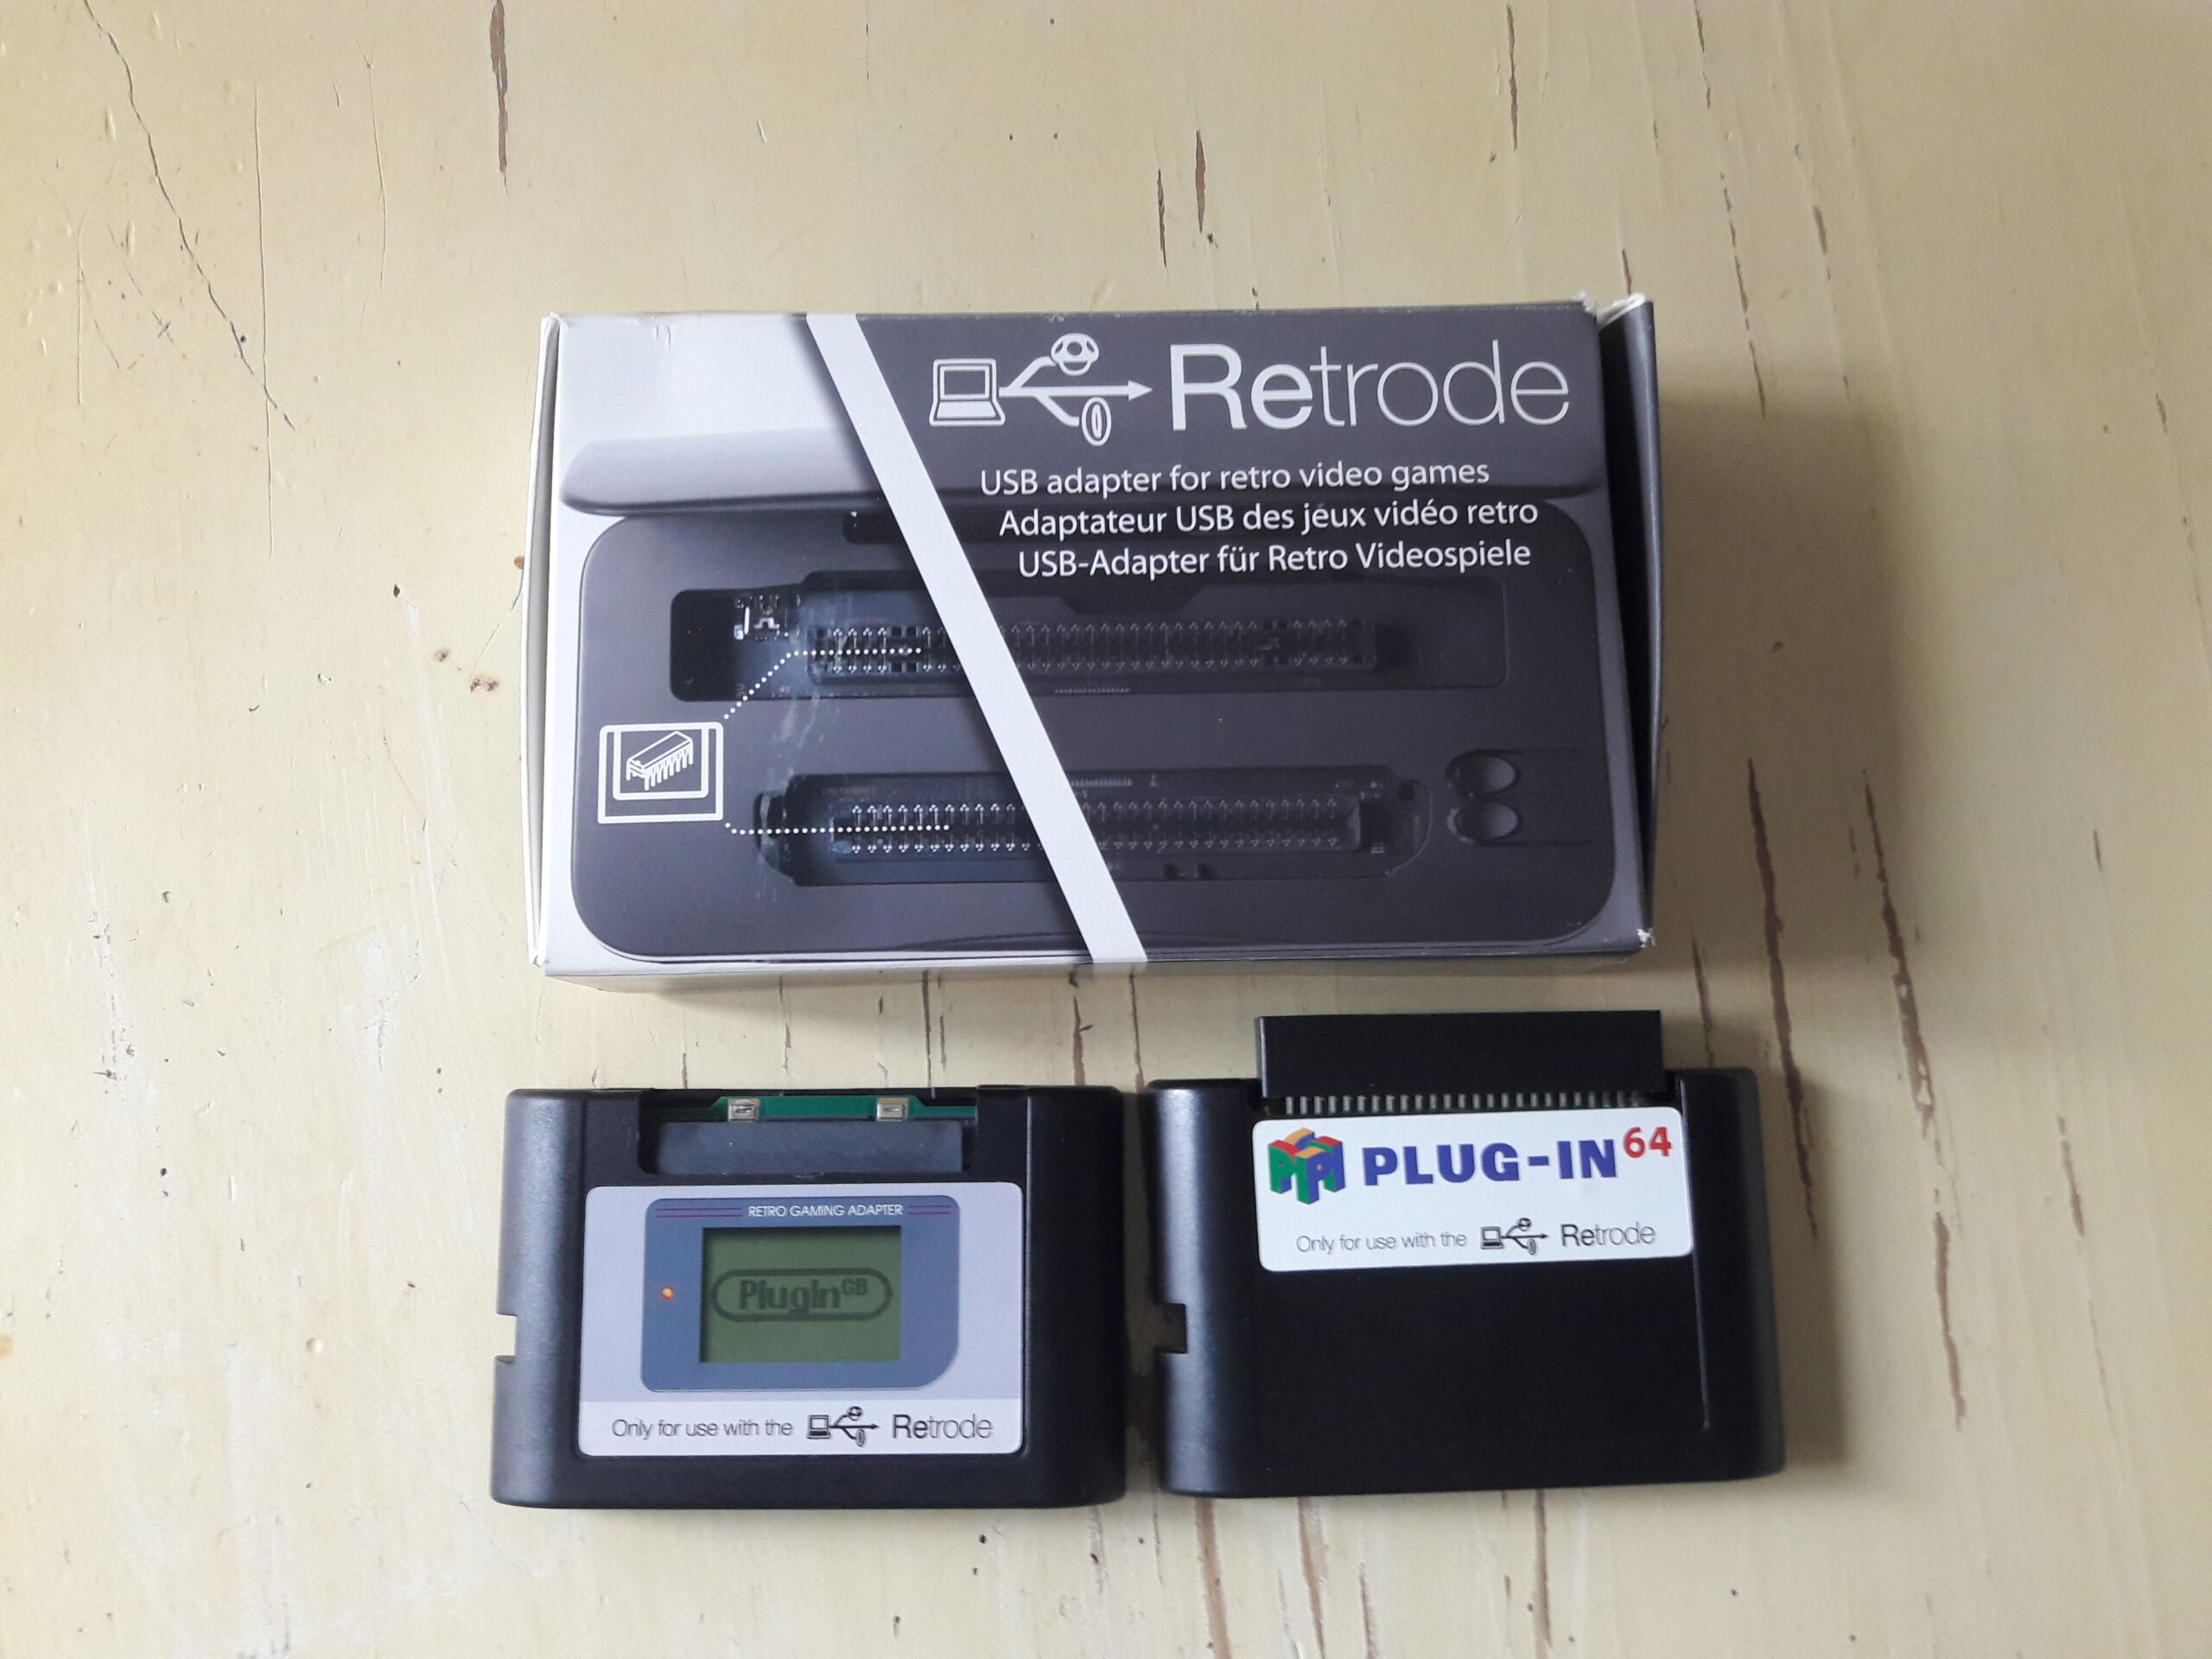 Retrode
USB adapter for retro video games
Adaptateur USB des jeux vidéo retro
USB-Adapter für Retro Videospiele
RETRO GAMING ADAPTER
PlugIn GB
Only for use with the Retrode
PLUG-IN 64
Only for use with the Retrode